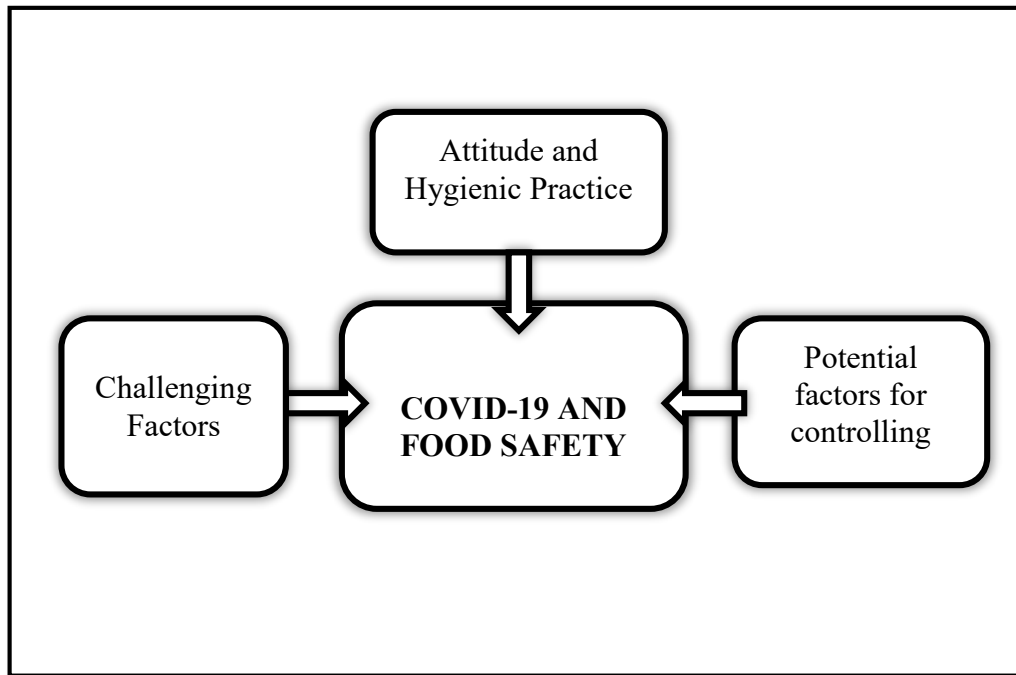 Attitude and
Hygienic Practice
Challenging
Factors
COVID-19 AND
FOOD SAFETY
Potential
factors for
controlling